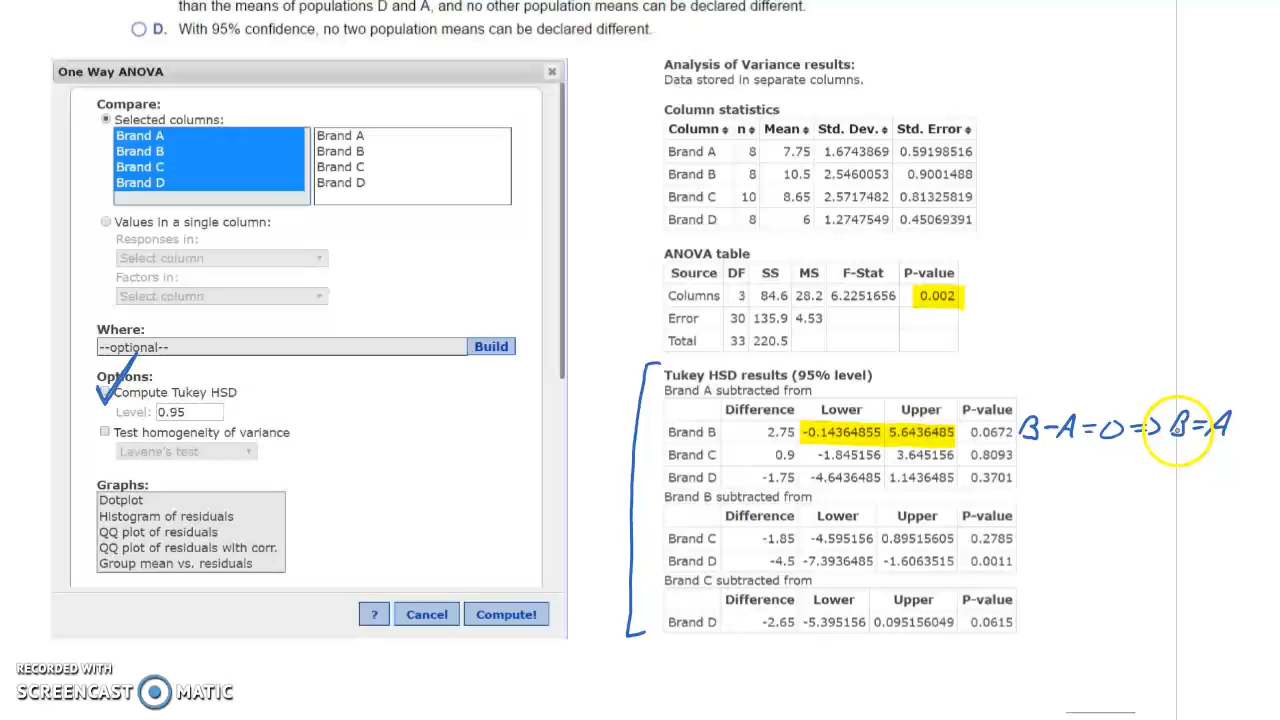 than the means of populations D and A, and no other population means can be declared different.
D. With 95% confidence, no two population means can be declared different.
One Way ANOVA
Compare:
Selected columns:
Brand A Brand A
Brand B Brand B
Brand C Brand C
Brand D Brand D
Values in a single column:
Responses in:
Select column
Factors in:
Select column
Where:
--optional-- Build
Options:
Compute Tukey HSD
Level: 0.95
Test homogeneity of variance
Levene's test
Graphs:
Dotplot
Histogram of residuals
QQ plot of residuals
QQ plot of residuals with corr.
Group mean vs. residuals
? Cancel Compute!
Analysis of Variance results:
Data stored in separate columns.
Column statistics
Column n Mean Std. Dev. Std. Error
Brand A 8 7.75 1.6743869 0.59198516
Brand B 8 10.5 2.5460053 0.9001488
Brand C 10 8.65 2.5717482 0.81325819
Brand D 8 6 1.2747549 0.45069391
ANOVA table
Source DF SS MS F-Stat P-value
Columns 3 84.6 28.2 6.2251656 0.002
Error 30 135.9 4.53
Total 33 220.5
Tukey HSD results (95% level)
Brand A subtracted from
Difference Lower Upper P-value
Brand B 2.75 -0.14364855 5.6436485 0.0672 B-A=0=>B=A
Brand C 0.9 -1.845156 3.645156 0.8093
Brand D -1.75 -4.6436485 1.1436485 0.3701
Brand B subtracted from
Difference Lower Upper P-value
Brand C -1.85 -4.595156 0.89515605 0.2785
Brand D -4.5 -7.3936485 -1.6063515 0.0011
Brand C subtracted from
Difference Lower Upper P-value
Brand D -2.65 -5.395156 0.095156049 0.0615
RECORDED WITH
SCREENCAST MATIC